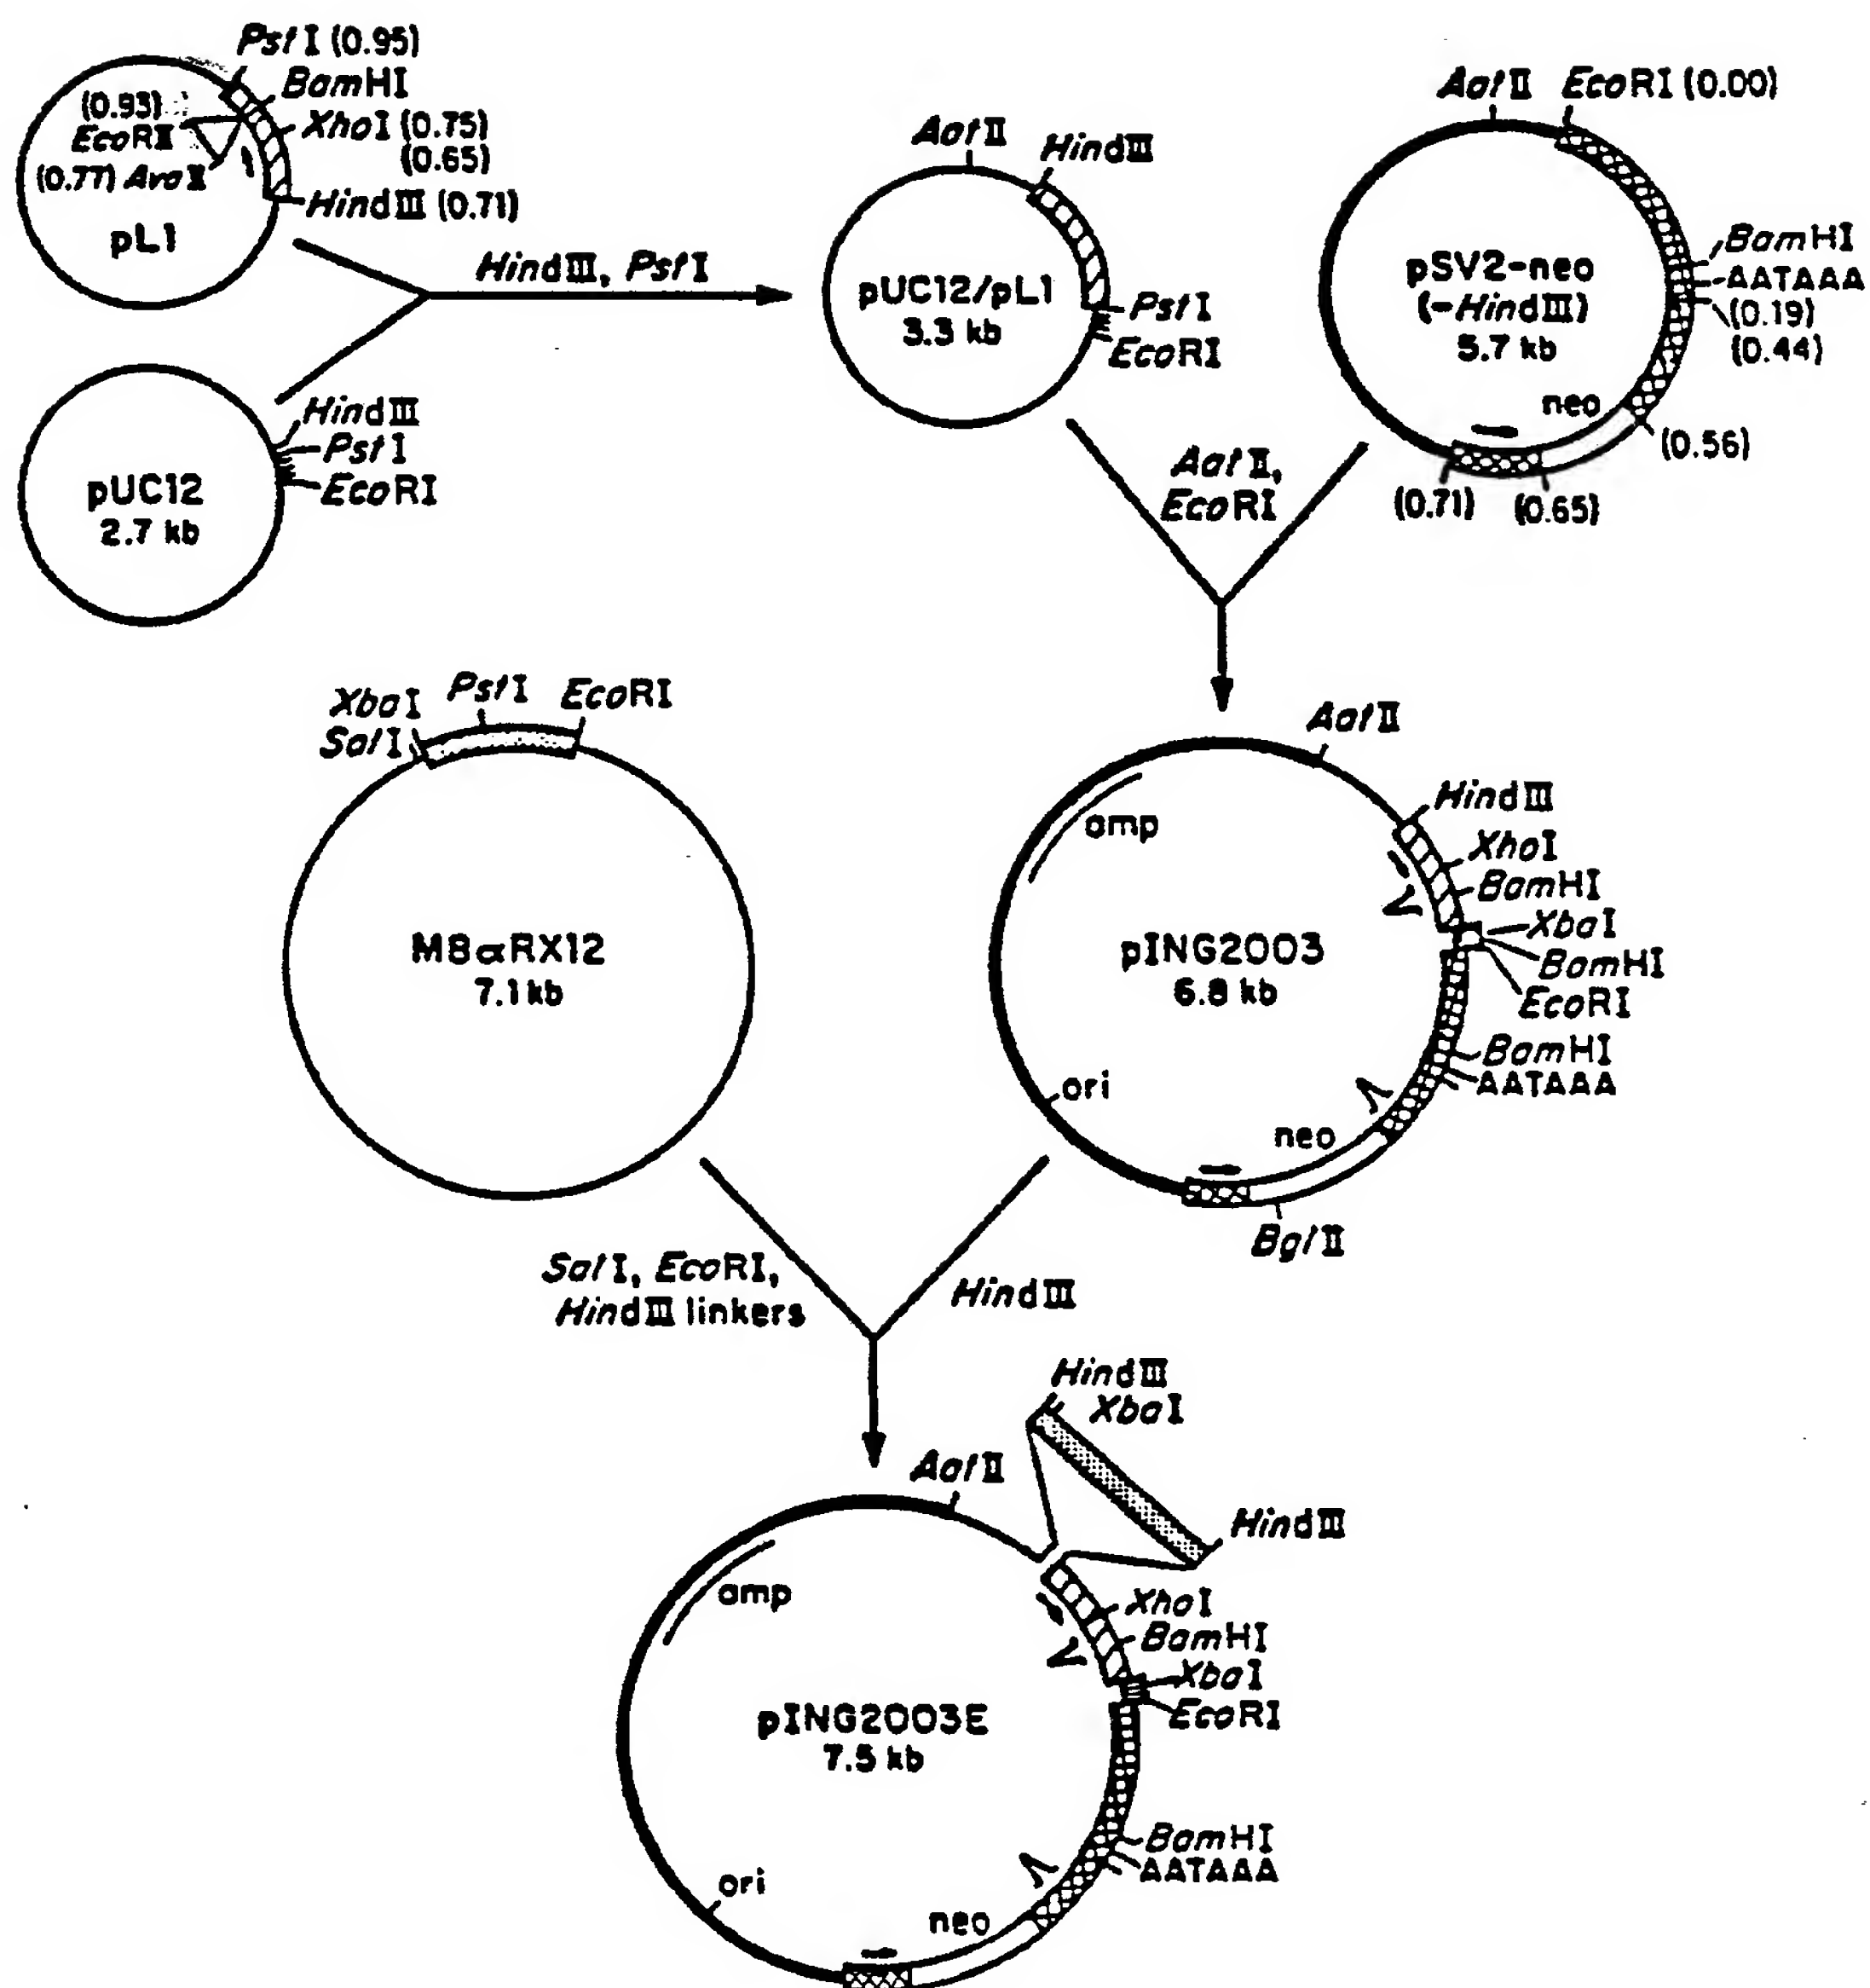 PstI (0.95)
BamHI
(0.93)
EcoRII
XhoI (0.75)
(0.65)
(0.77) AvaII
HindIII (0.71)
pL1
HindIII, PstI
HindIII
PstI
EcoRI
pUC12
2.7 kb
AatII
HindIII
pUC12/pL1
3.3 kb
PstI
EcoRI
AatII
EcoRI (0.00)
BamHI
AATAAA
(0.19)
(0.44)
pSV2-neo
(-HindIII)
5.7 kb
neo
(0.56)
(0.71)
(0.65)
AatII,
EcoRI
XbaI
SalI
PstI
EcoRI
M8αRX12
7.1 kb
AatII
HindIII
XhoI
BamHI
XbaI
BamHI
EcoRI
BamHI
AATAAA
amp
pING2003
6.8 kb
ori
neo
BglII
SalI, EcoRI,
HindIII linkers
HindIII
HindIII
XbaI
AatII
HindIII
XhoI
BamHI
XbaI
EcoRI
amp
pING2003E
7.5 kb
BamHI
AATAAA
ori
neo